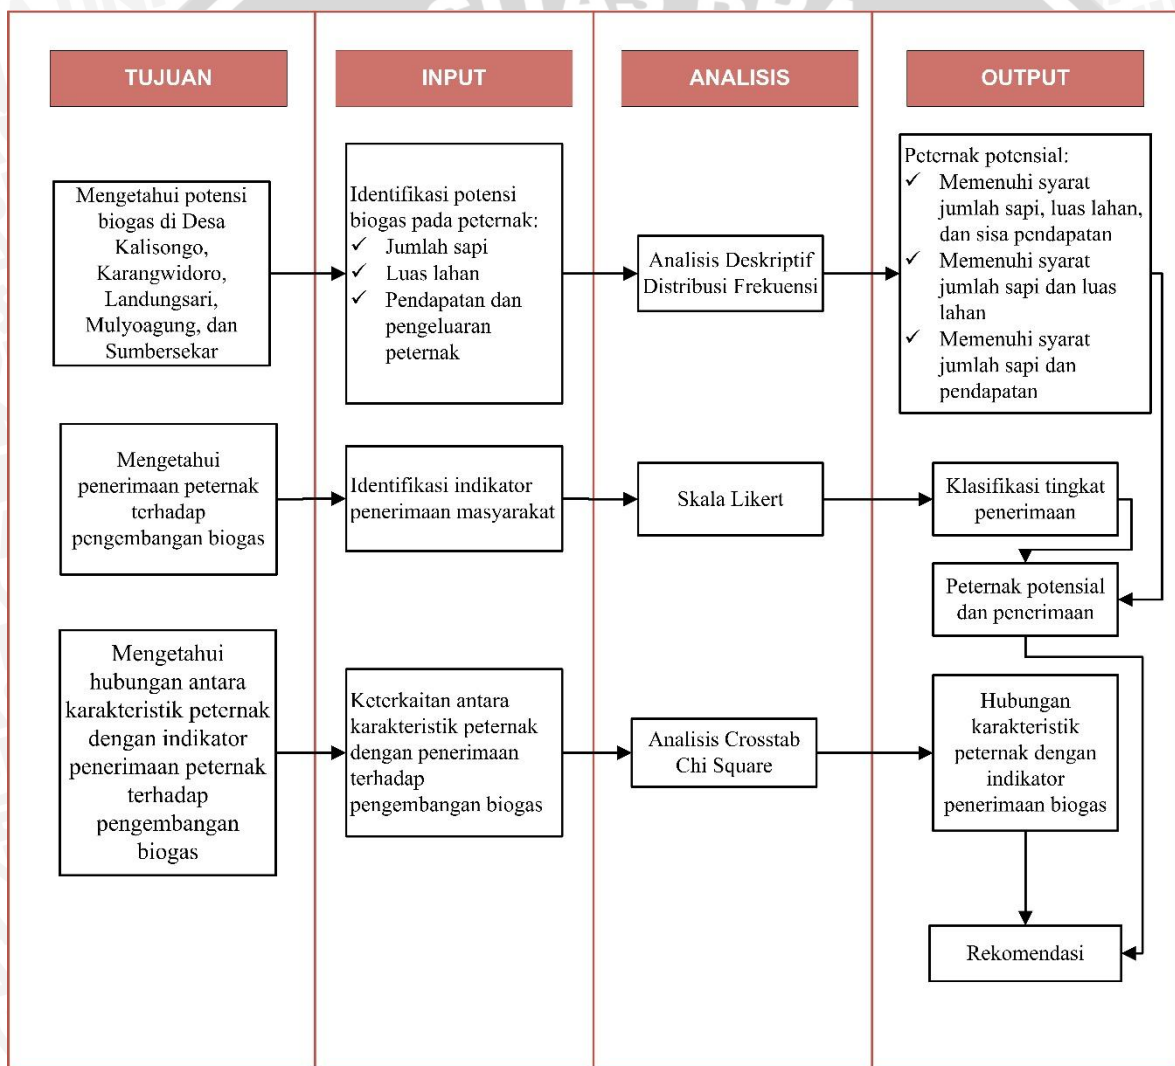 TUJUAN
INPUT
ANALISIS
OUTPUT
Mengetahui potensi
biogas di Desa
Kalisongo,
Karangwidoro,
Landungsari,
Mulyoagung, dan
Sumbersekar
Identifikasi potensi
biogas pada peternak:
✓ Jumlah sapi
✓ Luas lahan
✓ Pendapatan dan
pengeluaran
peternak
Analisis Deskriptif
Distribusi Frekuensi
Peternak potensial:
✓ Memenuhi syarat
jumlah sapi, luas lahan,
dan sisa pendapatan
✓ Memenuhi syarat
jumlah sapi dan luas
lahan
✓ Memenuhi syarat
jumlah sapi dan
pendapatan
Mengetahui
penerimaan peternak
terhadap
pengembangan biogas
Identifikasi indikator
penerimaan masyarakat
Skala Likert
Klasifikasi tingkat
penerimaan
Peternak potensial
dan penerimaan
Mengetahui
hubungan antara
karakteristik peternak
dengan indikator
penerimaan peternak
terhadap
pengembangan
biogas
Keterkaitan antara
karakteristik peternak
dengan penerimaan
terhadap
pengembangan biogas
Analisis Crosstab
Chi Square
Hubungan
karakteristik
peternak dengan
indikator
penerimaan biogas
Rekomendasi